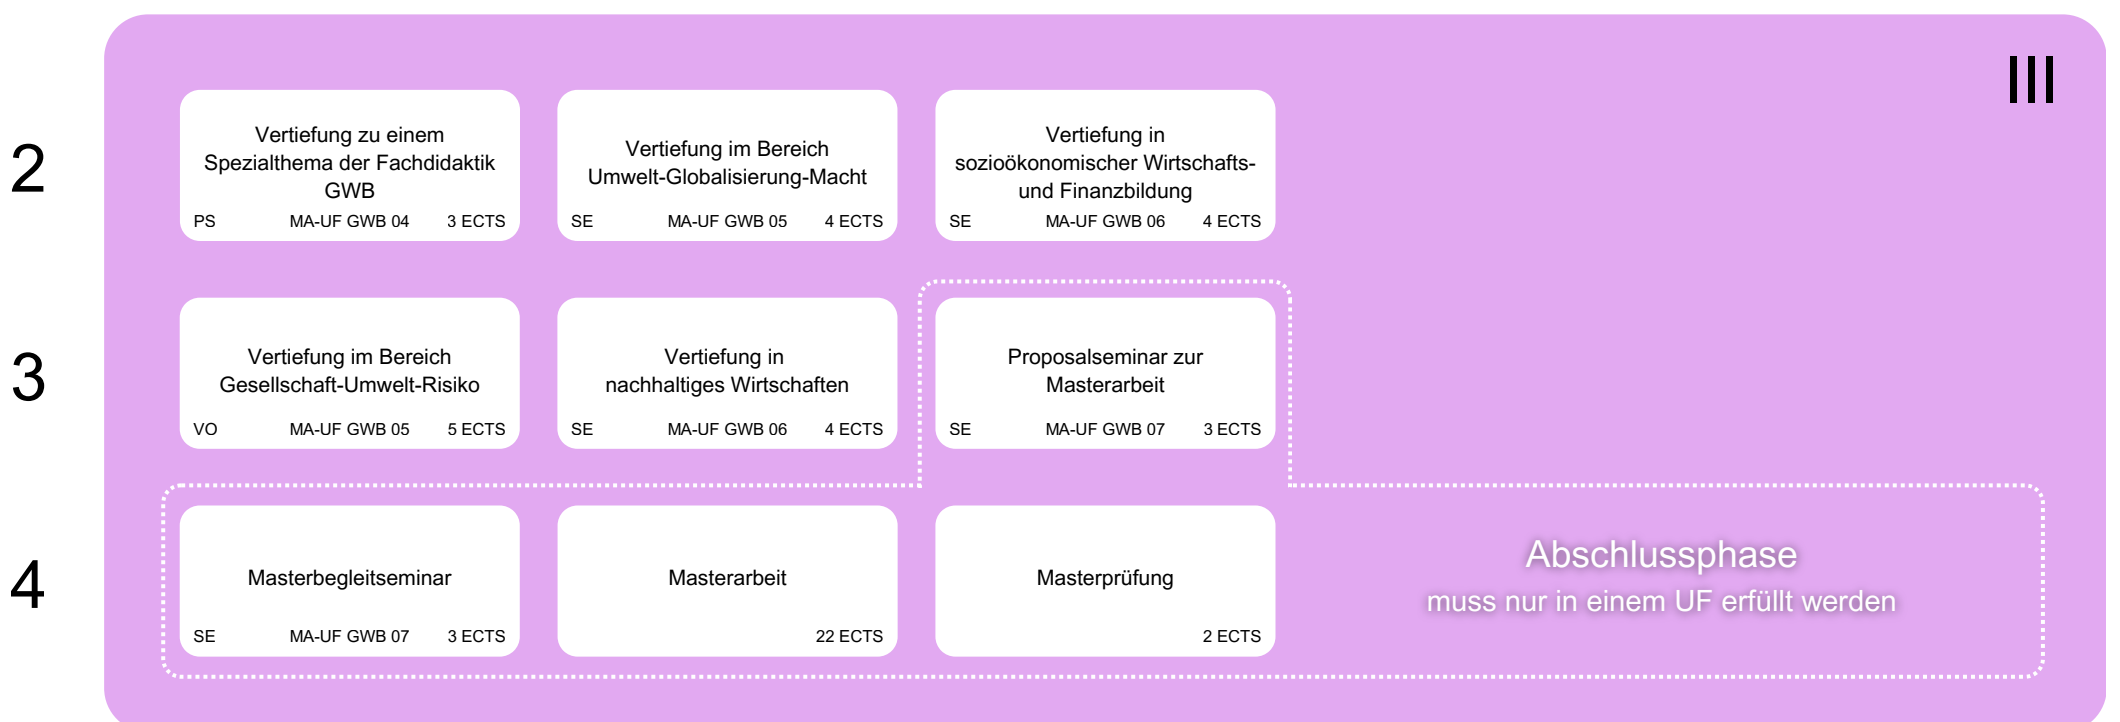 III
2
Vertiefung zu einem
Spezialthema der Fachdidaktik
GWB
PS MA-UF GWB 04 3 ECTS
Vertiefung im Bereich
Umwelt-Globalisierung-Macht
SE MA-UF GWB 05 4 ECTS
Vertiefung in
sozioökonomischer Wirtschafts-
und Finanzbildung
SE MA-UF GWB 06 4 ECTS
3
Vertiefung im Bereich
Gesellschaft-Umwelt-Risiko
VO MA-UF GWB 05 5 ECTS
Vertiefung in
nachhaltiges Wirtschaften
SE MA-UF GWB 06 4 ECTS
Proposalseminar zur
Masterarbeit
SE MA-UF GWB 07 3 ECTS
4
Masterbegleitseminar
SE MA-UF GWB 07 3 ECTS
Masterarbeit
22 ECTS
Masterprüfung
2 ECTS
Abschlussphase
muss nur in einem UF erfüllt werden